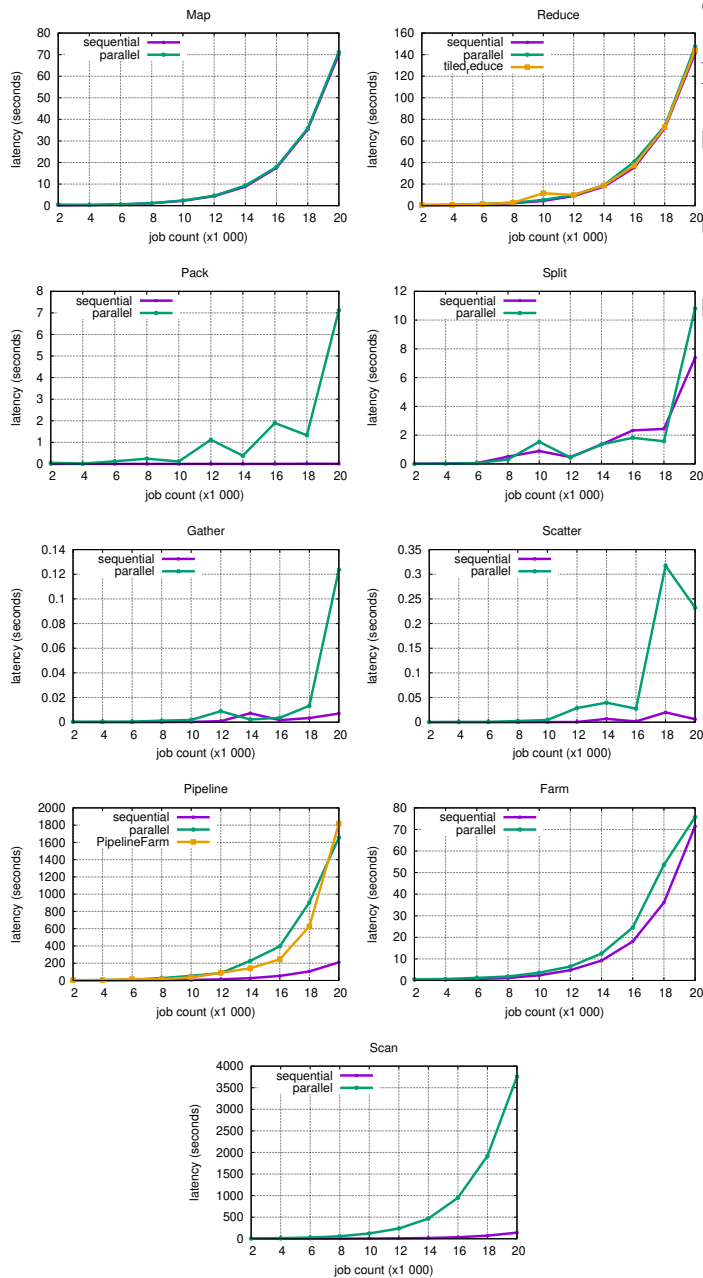 Map
sequential
parallel
80
70
60
50
40
30
20
10
0
latency (seconds)
2 4 6 8 10 12 14 16 18 20
job count (x1 000)
Reduce
sequential
parallel
tiledreduce
160
140
120
100
80
60
40
20
0
latency (seconds)
2 4 6 8 10 12 14 16 18 20
job count (x1 000)
Pack
sequential
parallel
8
7
6
5
4
3
2
1
0
latency (seconds)
2 4 6 8 10 12 14 16 18 20
job count (x1 000)
Split
sequential
parallel
12
10
8
6
4
2
0
latency (seconds)
2 4 6 8 10 12 14 16 18 20
job count (x1 000)
Gather
sequential
parallel
0.14
0.12
0.1
0.08
0.06
0.04
0.02
0
latency (seconds)
2 4 6 8 10 12 14 16 18 20
job count (x1 000)
Scatter
sequential
parallel
0.35
0.3
0.25
0.2
0.15
0.1
0.05
0
latency (seconds)
2 4 6 8 10 12 14 16 18 20
job count (x1 000)
Pipeline
sequential
parallel
PipelineFarm
2000
1800
1600
1400
1200
1000
800
600
400
200
0
latency (seconds)
2 4 6 8 10 12 14 16 18 20
job count (x1 000)
Farm
sequential
parallel
80
70
60
50
40
30
20
10
0
latency (seconds)
2 4 6 8 10 12 14 16 18 20
job count (x1 000)
Scan
sequential
parallel
4000
3500
3000
2500
2000
1500
1000
500
0
latency (seconds)
2 4 6 8 10 12 14 16 18 20
job count (x1 000)